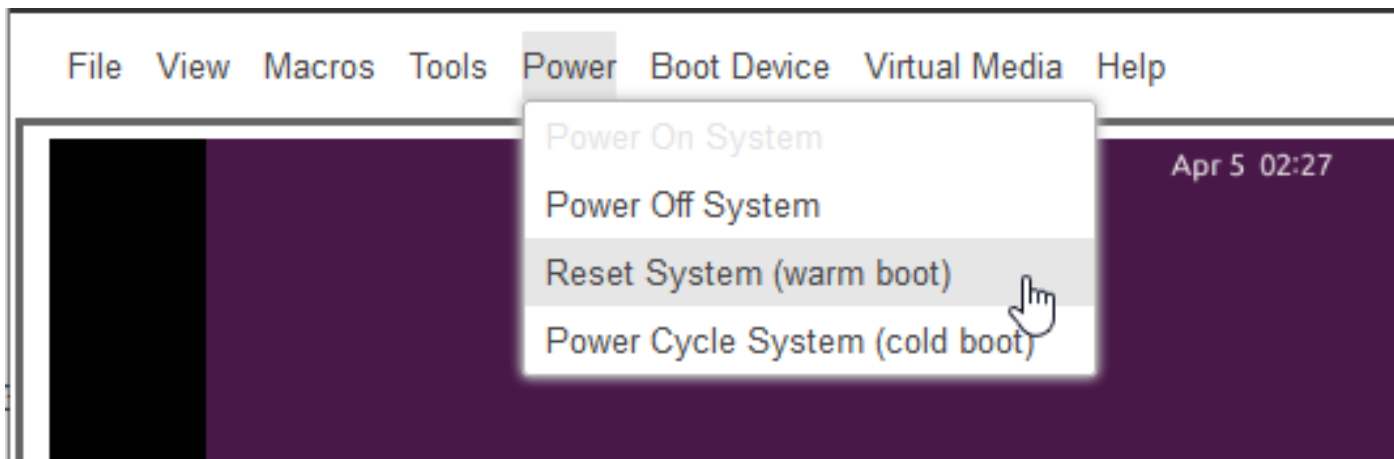 File View Macros Tools Power Boot Device Virtual Media Help
Power On System
Apr 5 02:27
Power Off System
Reset System (warm boot)
Power Cycle System (cold boot)